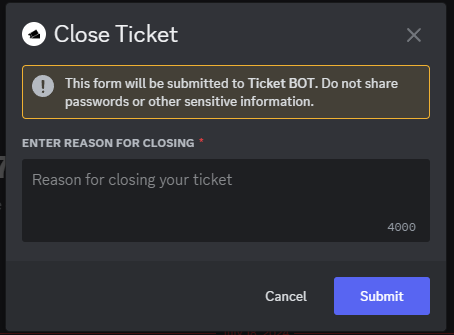 Close Ticket
This form will be submitted to Ticket BOT. Do not share
passwords or other sensitive information.
ENTER REASON FOR CLOSING *
Reason for closing your ticket
4000
Cancel
Submit